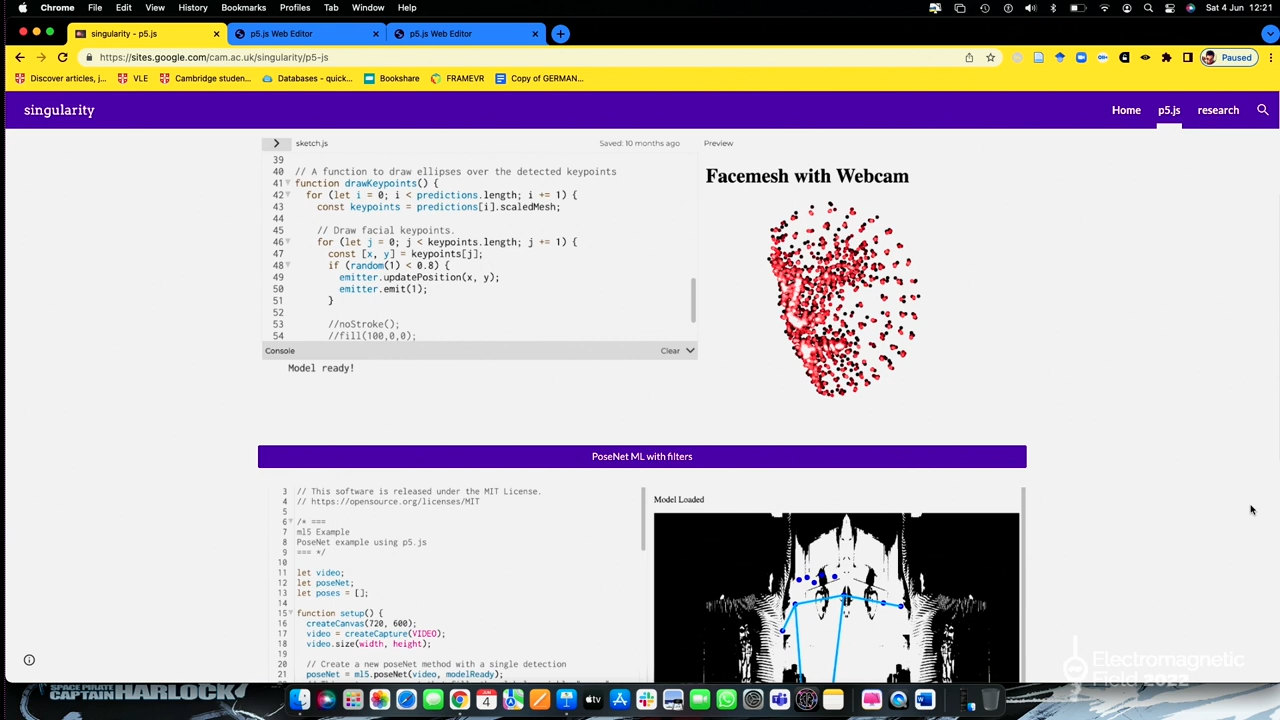 Chrome File Edit View History Bookmarks Profiles Tab Window Help Sat 4 Jun 12:21
singularity - p5.js p5.js Web Editor p5.js Web Editor
https://sites.google.com/cam.ac.uk/singularity/p5-js Paused
Discover articles, j... VLE Cambridge studen... Databases - quick... Bookshare FRAMEVR Copy of GERMAN...
singularity Home p5.js research
sketch.js Saved: 10 months ago Preview
39
40 // A function to draw ellipses over the detected keypoints
41 function drawKeypoints() {
42 for (let i = 0; i < predictions.length; i += 1) {
43 const keypoints = predictions[i].scaledMesh;
44
45 // Draw facial keypoints.
46 for (let j = 0; j < keypoints.length; j += 1) {
47 const [x, y] = keypoints[j];
48 if (random(1) < 0.8) {
49 emitter.updatePosition(x, y);
50 emitter.emit(1);
51 }
52
53 //noStroke();
54 //fill(100,0,0);
Console Clear
Model ready!
Facemesh with Webcam
PoseNet ML with filters
3 // This software is released under the MIT License.
4 // https://opensource.org/licenses/MIT
5
6 /* ===
7 ml5 Example
8 PoseNet example using p5.js
9 === */
10
11 let video;
12 let poseNet;
13 let poses = [];
14
15 function setup() {
16 createCanvas(720, 600);
17 video = createCapture(VIDEO);
18 video.size(width, height);
19
20 // Create a new poseNet method with a single detection
21 poseNet = ml5.poseNet(video, modelReady);
Model Loaded
Electromagnetic
Field 2022
SPACE PIRATE
CAPTAIN HARLOCK
JUN
4